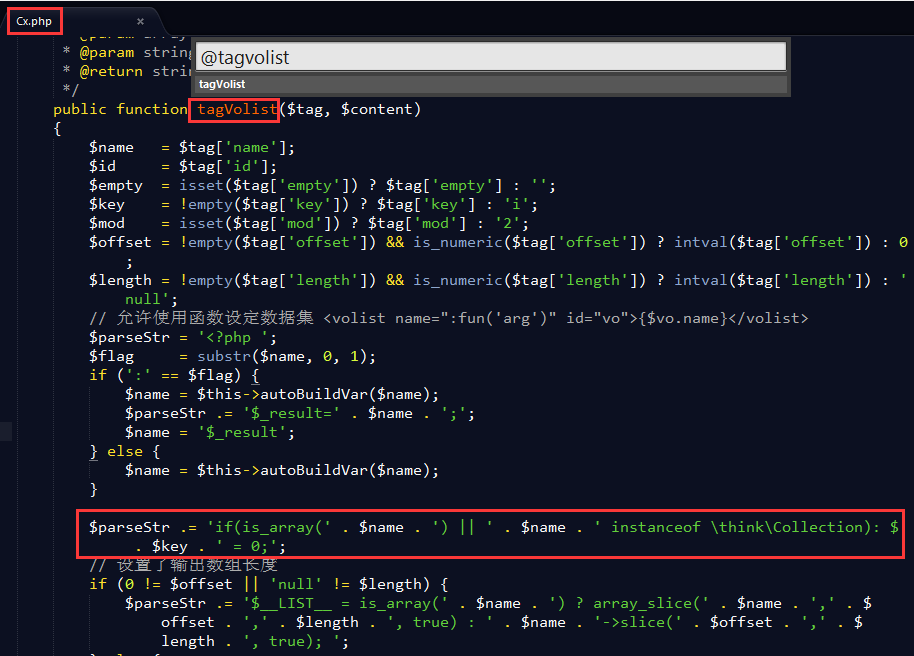 Cx.php ×
* @param string
@tagvolist
* @return strin
tagVolist
*/
public function tagVolist($tag, $content)
{
$name = $tag['name'];
$id = $tag['id'];
$empty = isset($tag['empty']) ? $tag['empty'] : '';
$key = !empty($tag['key']) ? $tag['key'] : 'i';
$mod = isset($tag['mod']) ? $tag['mod'] : '2';
$offset = !empty($tag['offset']) && is_numeric($tag['offset']) ? intval($tag['offset']) : 0
;
$length = !empty($tag['length']) && is_numeric($tag['length']) ? intval($tag['length']) : '
null';
// 允许使用函数设定数据集 <volist name=":fun('arg')" id="vo">{$vo.name}</volist>
$parseStr = '<?php ';
$flag = substr($name, 0, 1);
if (':' == $flag) {
$name = $this->autoBuildVar($name);
$parseStr .= '$_result=' . $name . ';';
$name = '$_result';
} else {
$name = $this->autoBuildVar($name);
}
$parseStr .= 'if(is_array(' . $name . ') || ' . $name . ' instanceof \think\Collection): $'
. $key . ' = 0;';
// 设置了输出数组长度
if (0 != $offset || 'null' != $length) {
$parseStr .= '$__LIST__ = is_array(' . $name . ') ? array_slice(' . $name . ',' . $
offset . ',' . $length . ', true) : ' . $name . '->slice(' . $offset . ',' . $
length . ', true); ';
} else {